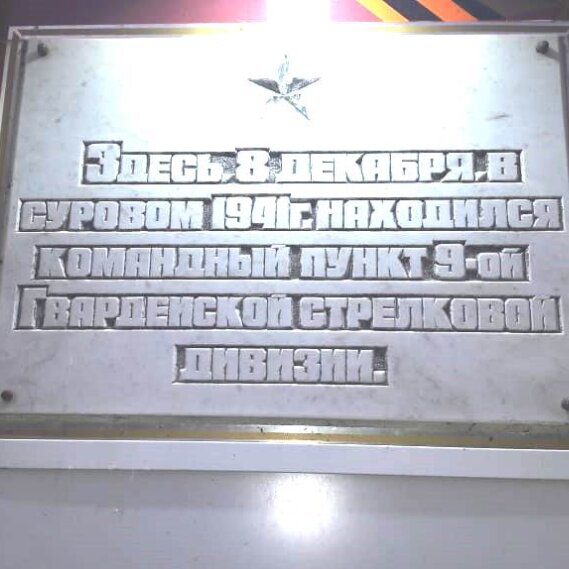 Здесь, 8 декабря, в
суровом 1941г. находился
командный пункт 9-ой
Гвардейской стрелковой
дивизии.